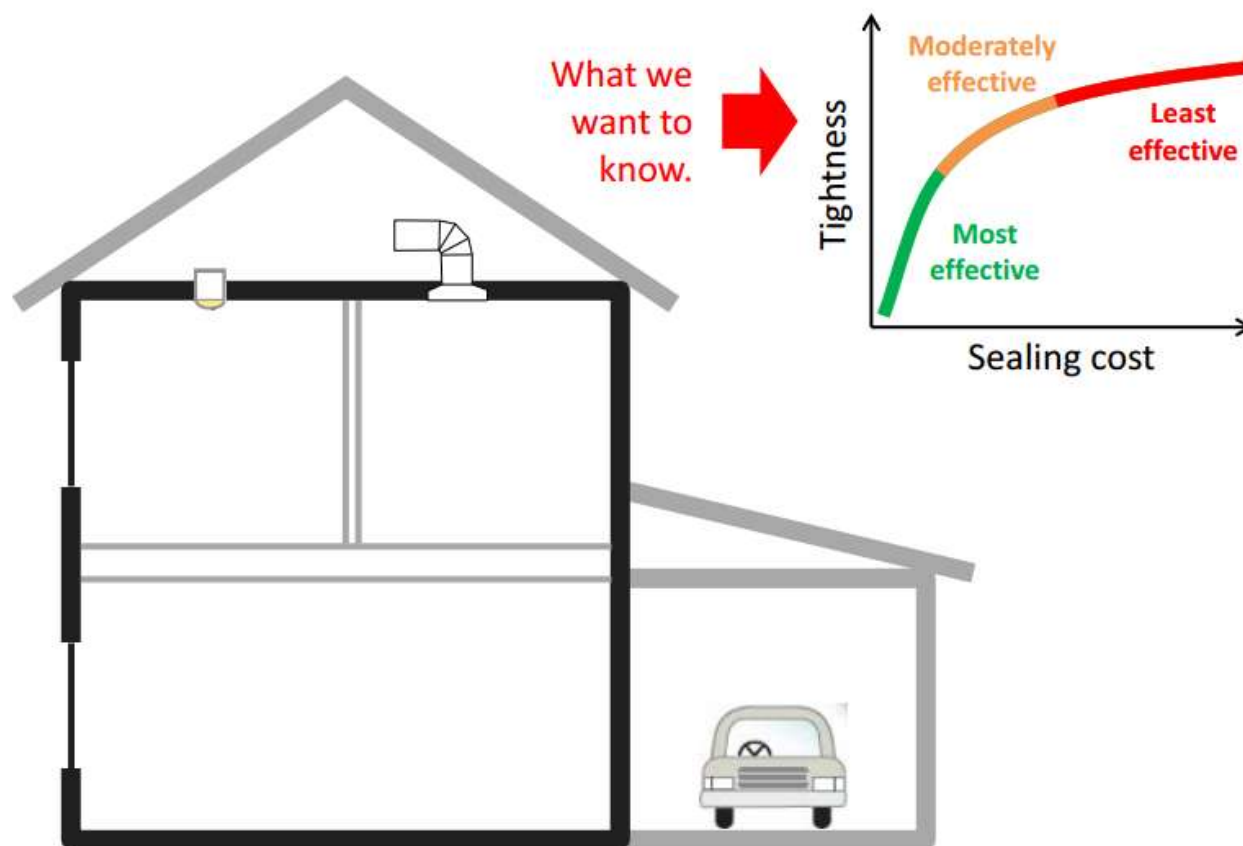 What we
want to
know.
Moderately
effective
Least
effective
Most
effective
Tightness
Sealing cost